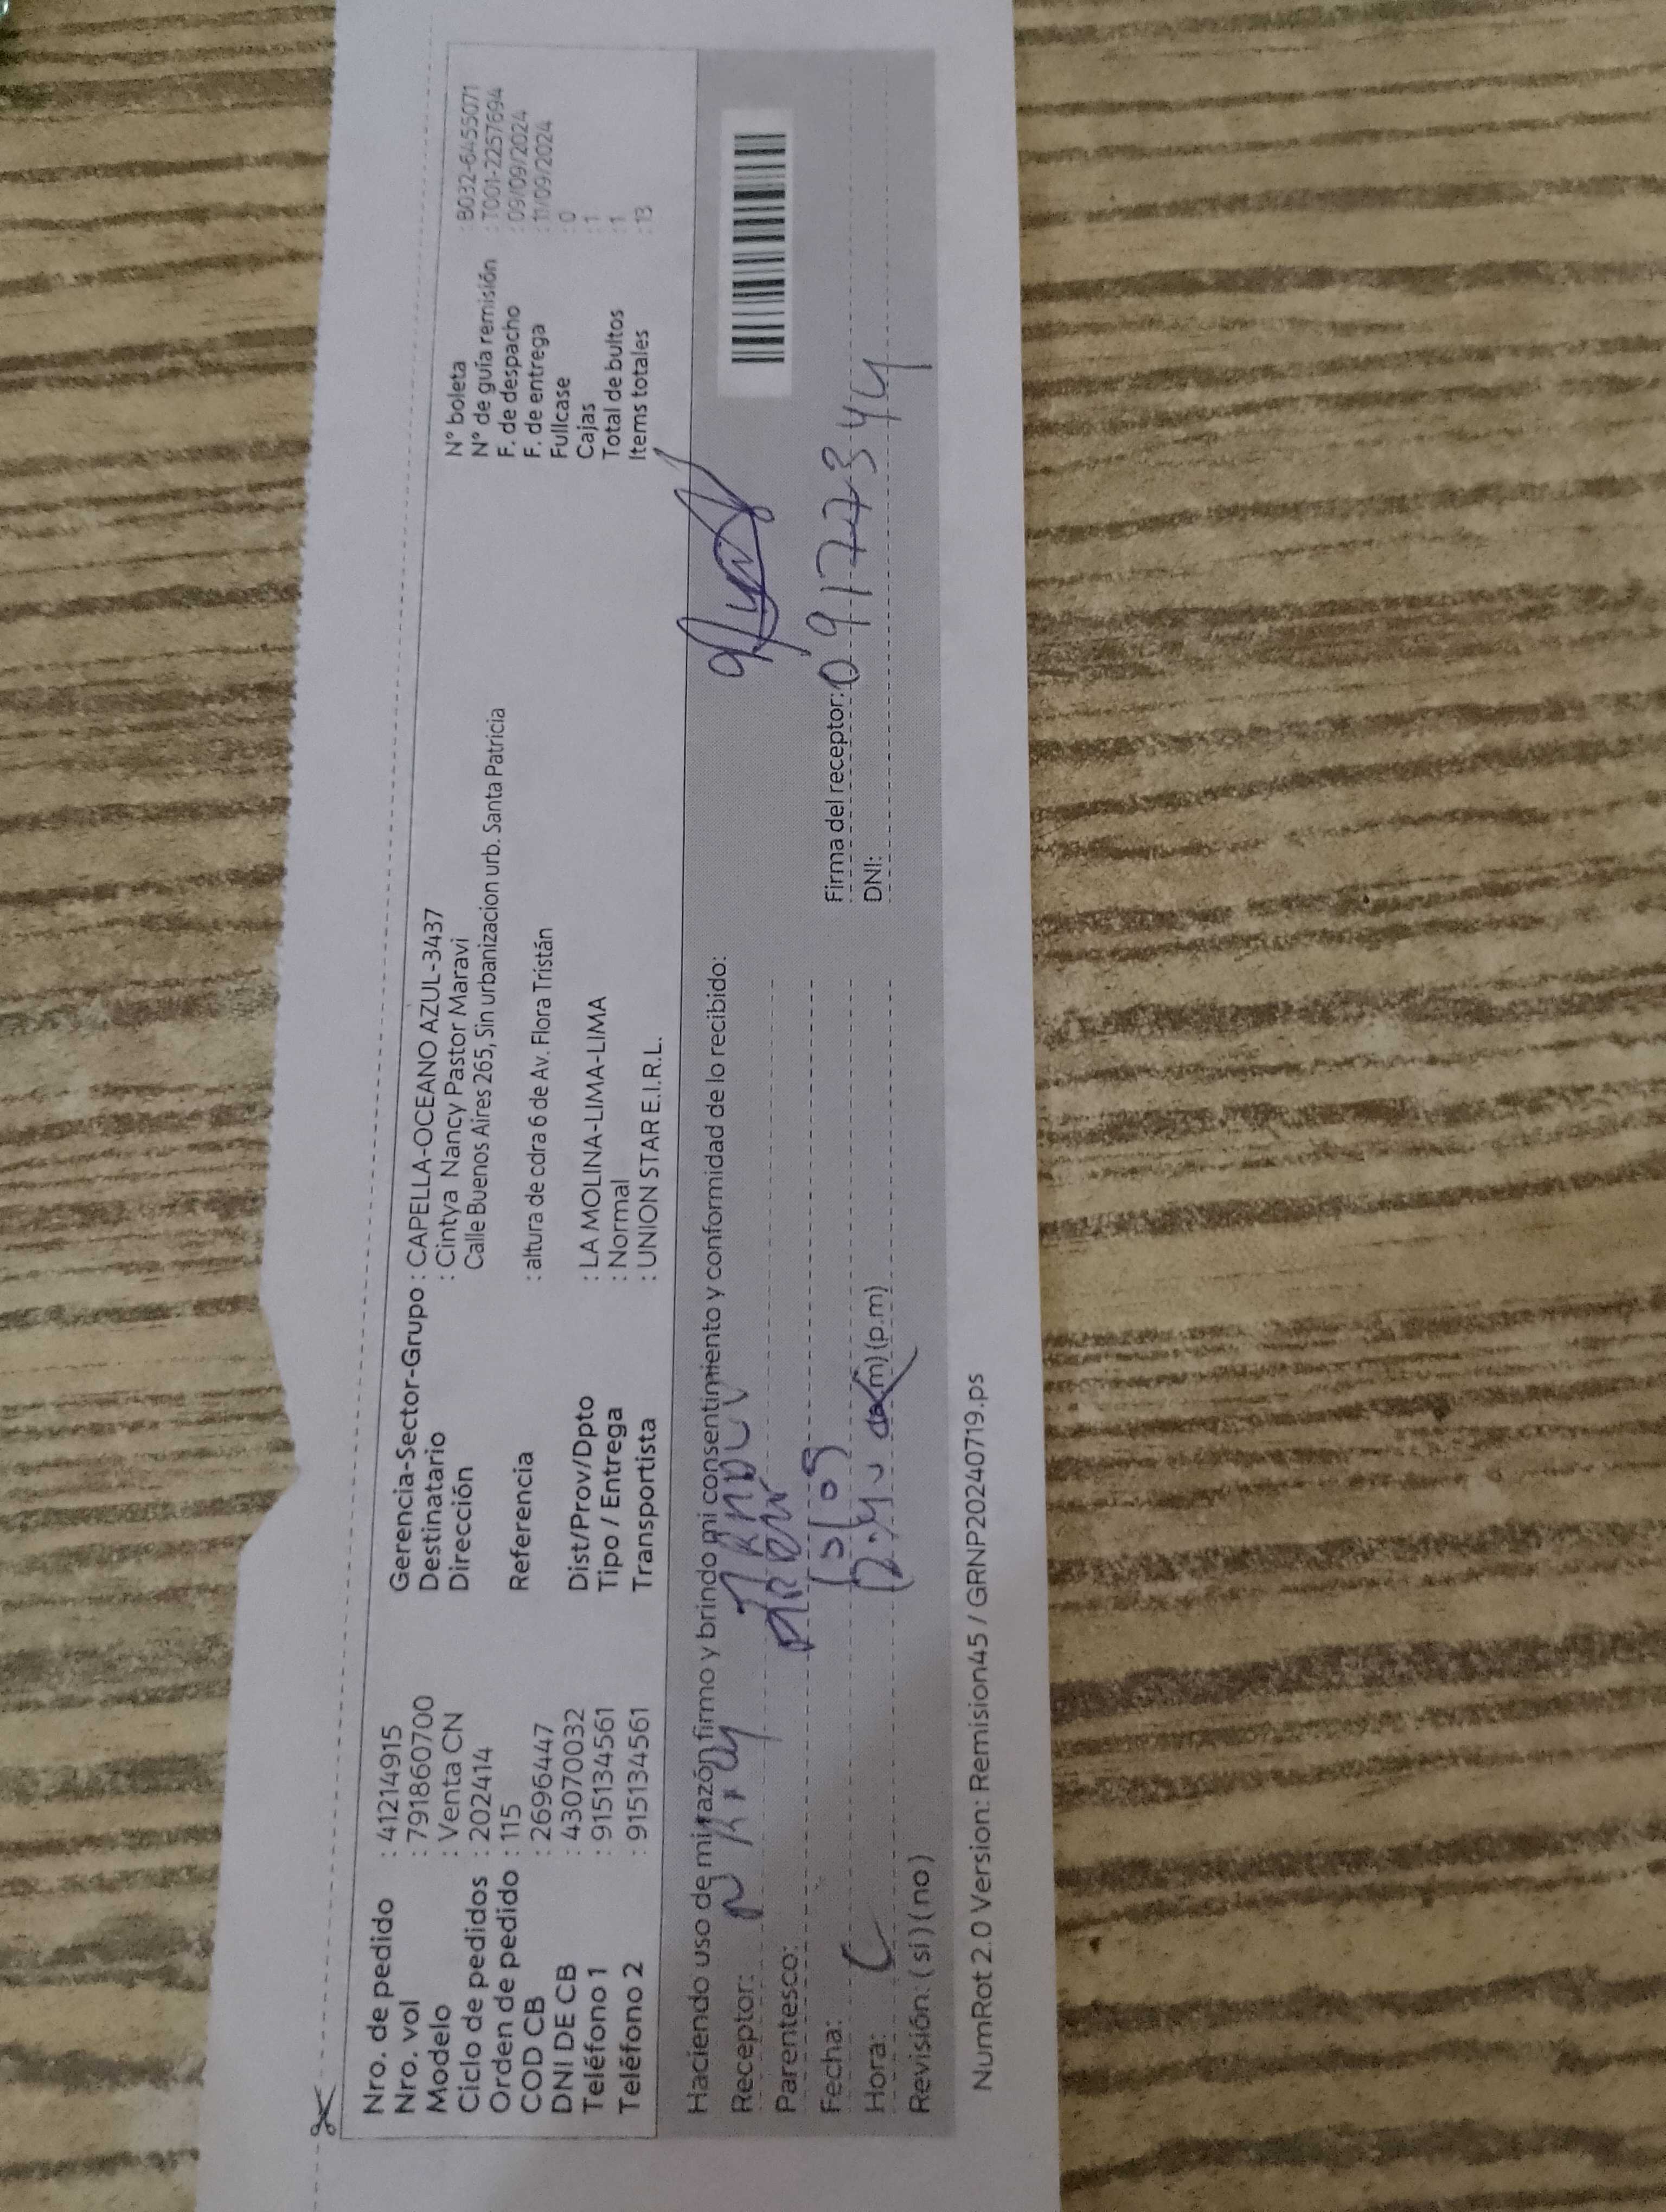 Nro. de pedido : 41214915
Nro. vol : 791860700
Modelo : Venta CN
Ciclo de pedidos : 202414
Orden de pedido : 115
COD CB : 2696447
DNI DE CB : 43070032
Teléfono 1 : 915134561
Teléfono 2 : 915134561
Gerencia-Sector-Grupo : CAPELLA-OCEANO AZUL-3437
Destinatario : Cintya Nancy Pastor Maravi
Dirección Calle Buenos Aires 265, Sin urbanizacion urb. Santa Patricia
Referencia : altura de cdra 6 de Av. Flora Tristán
Dist/Prov/Dpto : LA MOLINA-LIMA-LIMA
Tipo / Entrega : Normal
Transportista : UNION STAR E.I.R.L.
N° boleta : B032-6455071
N° de guía remisión : T001-2257694
F. de despacho : 09/09/2024
F. de entrega : 11/09/2024
Fullcase : 0
Cajas : 1
Total de bultos : 1
Items totales : 13
Haciendo uso de mi razón firmo y brindo mi consentimiento y conformidad de lo recibido:
Receptor:
Parentesco:
Fecha:
Hora: (a.m) (p.m)
Revisión: ( si ) ( no )
Firma del receptor: 09177344
DNI:
NumRot 2.0 Version: Remision45 / GRNP20240719.ps